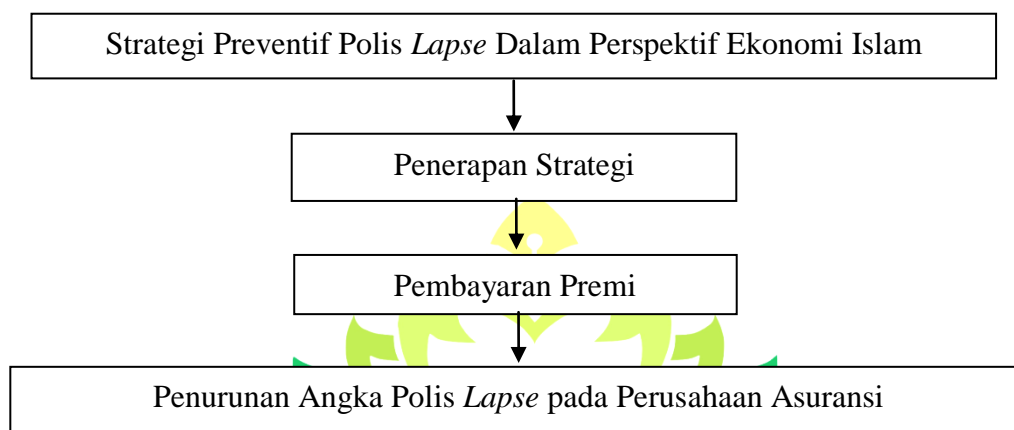 Strategi Preventif Polis Lapse Dalam Perspektif Ekonomi Islam
Penerapan Strategi
Pembayaran Premi
Penurunan Angka Polis Lapse pada Perusahaan Asuransi